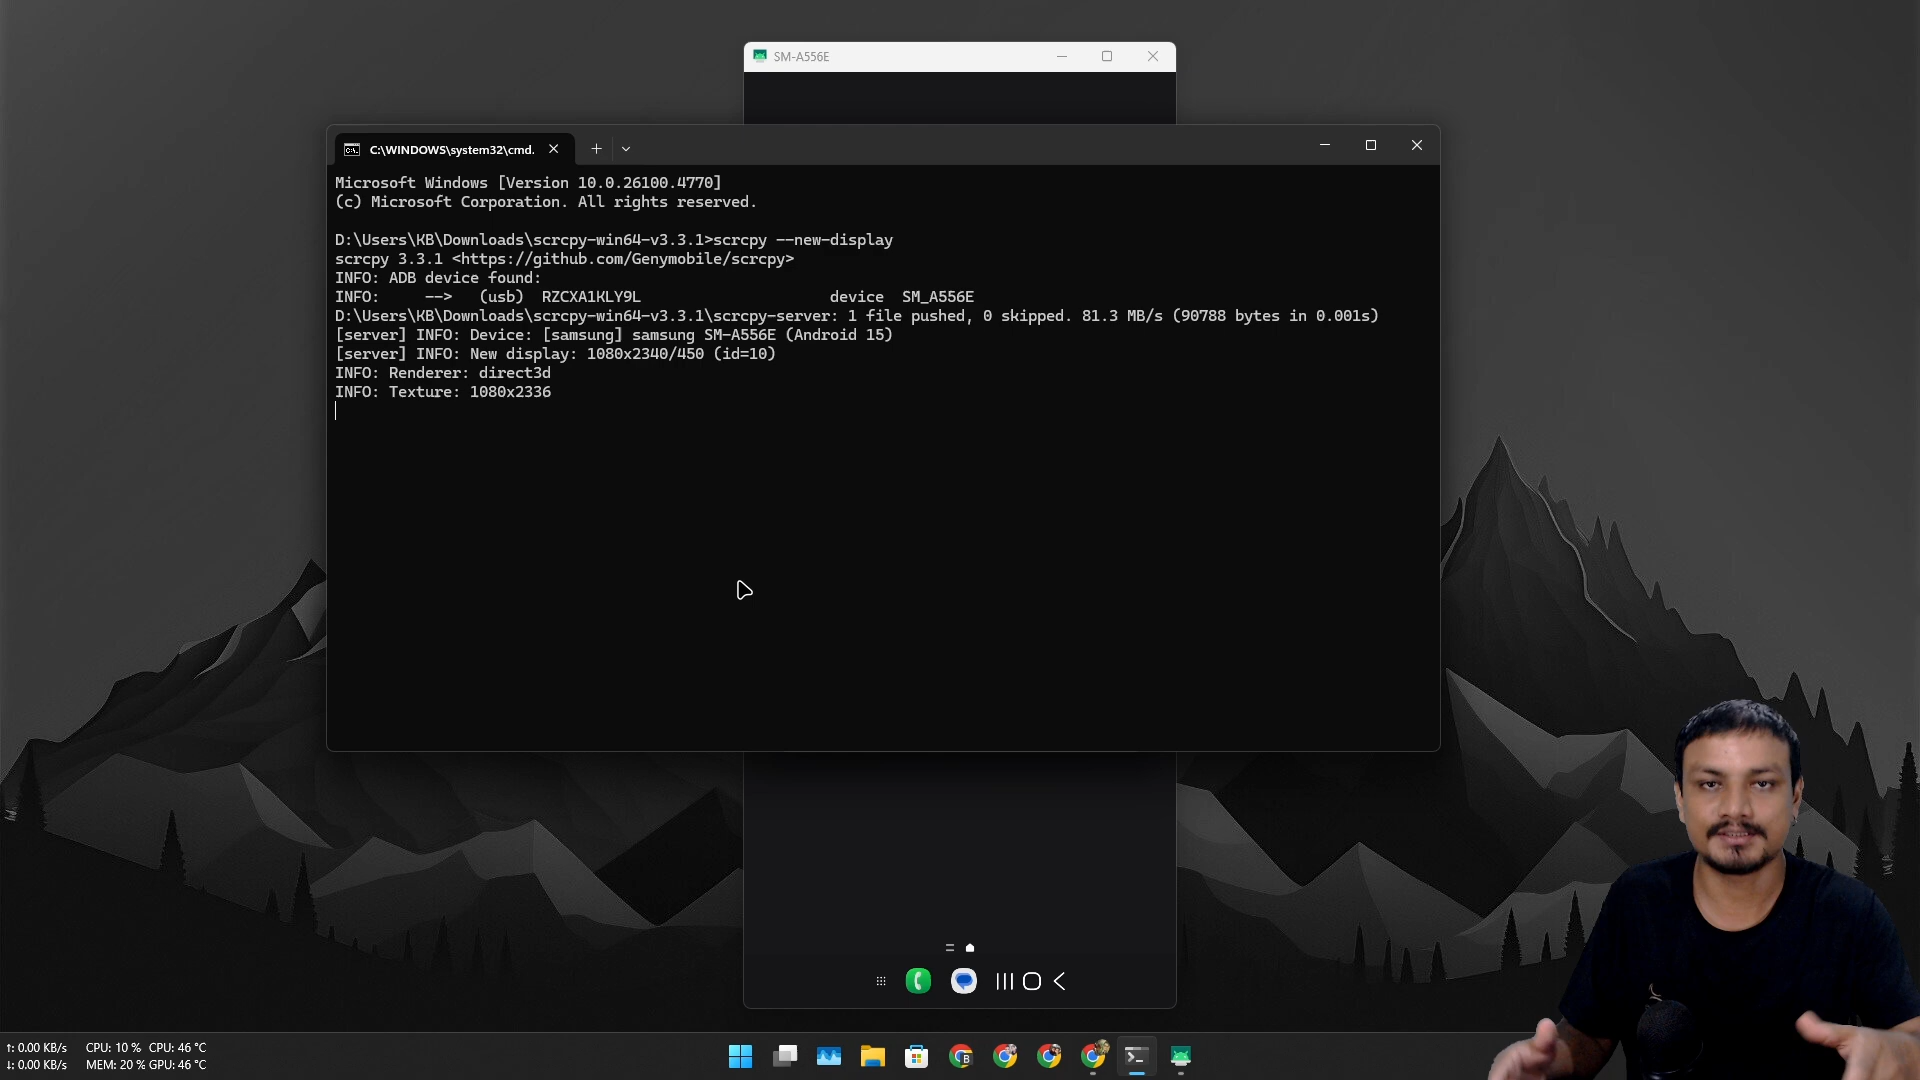 SM-A556E
C:\WINDOWS\system32\cmd.
Microsoft Windows [Version 10.0.26100.4770]
(c) Microsoft Corporation. All rights reserved.
D:\Users\KB\Downloads\scrcpy-win64-v3.3.1>scrcpy --new-display
scrcpy 3.3.1 <https://github.com/Genymobile/scrcpy>
INFO: ADB device found:
INFO:     -->   (usb)  RZCXA1KLY9L                     device  SM_A556E
D:\Users\KB\Downloads\scrcpy-win64-v3.3.1\scrcpy-server: 1 file pushed, 0 skipped. 81.3 MB/s (90788 bytes in 0.001s)
[server] INFO: Device: [samsung] samsung SM-A556E (Android 15)
[server] INFO: New display: 1080x2340/450 (id=10)
INFO: Renderer: direct3d
INFO: Texture: 1080x2336
↑: 0.00 KB/s CPU: 10 % CPU: 46 °C
↓: 0.00 KB/s MEM: 20 % GPU: 46 °C